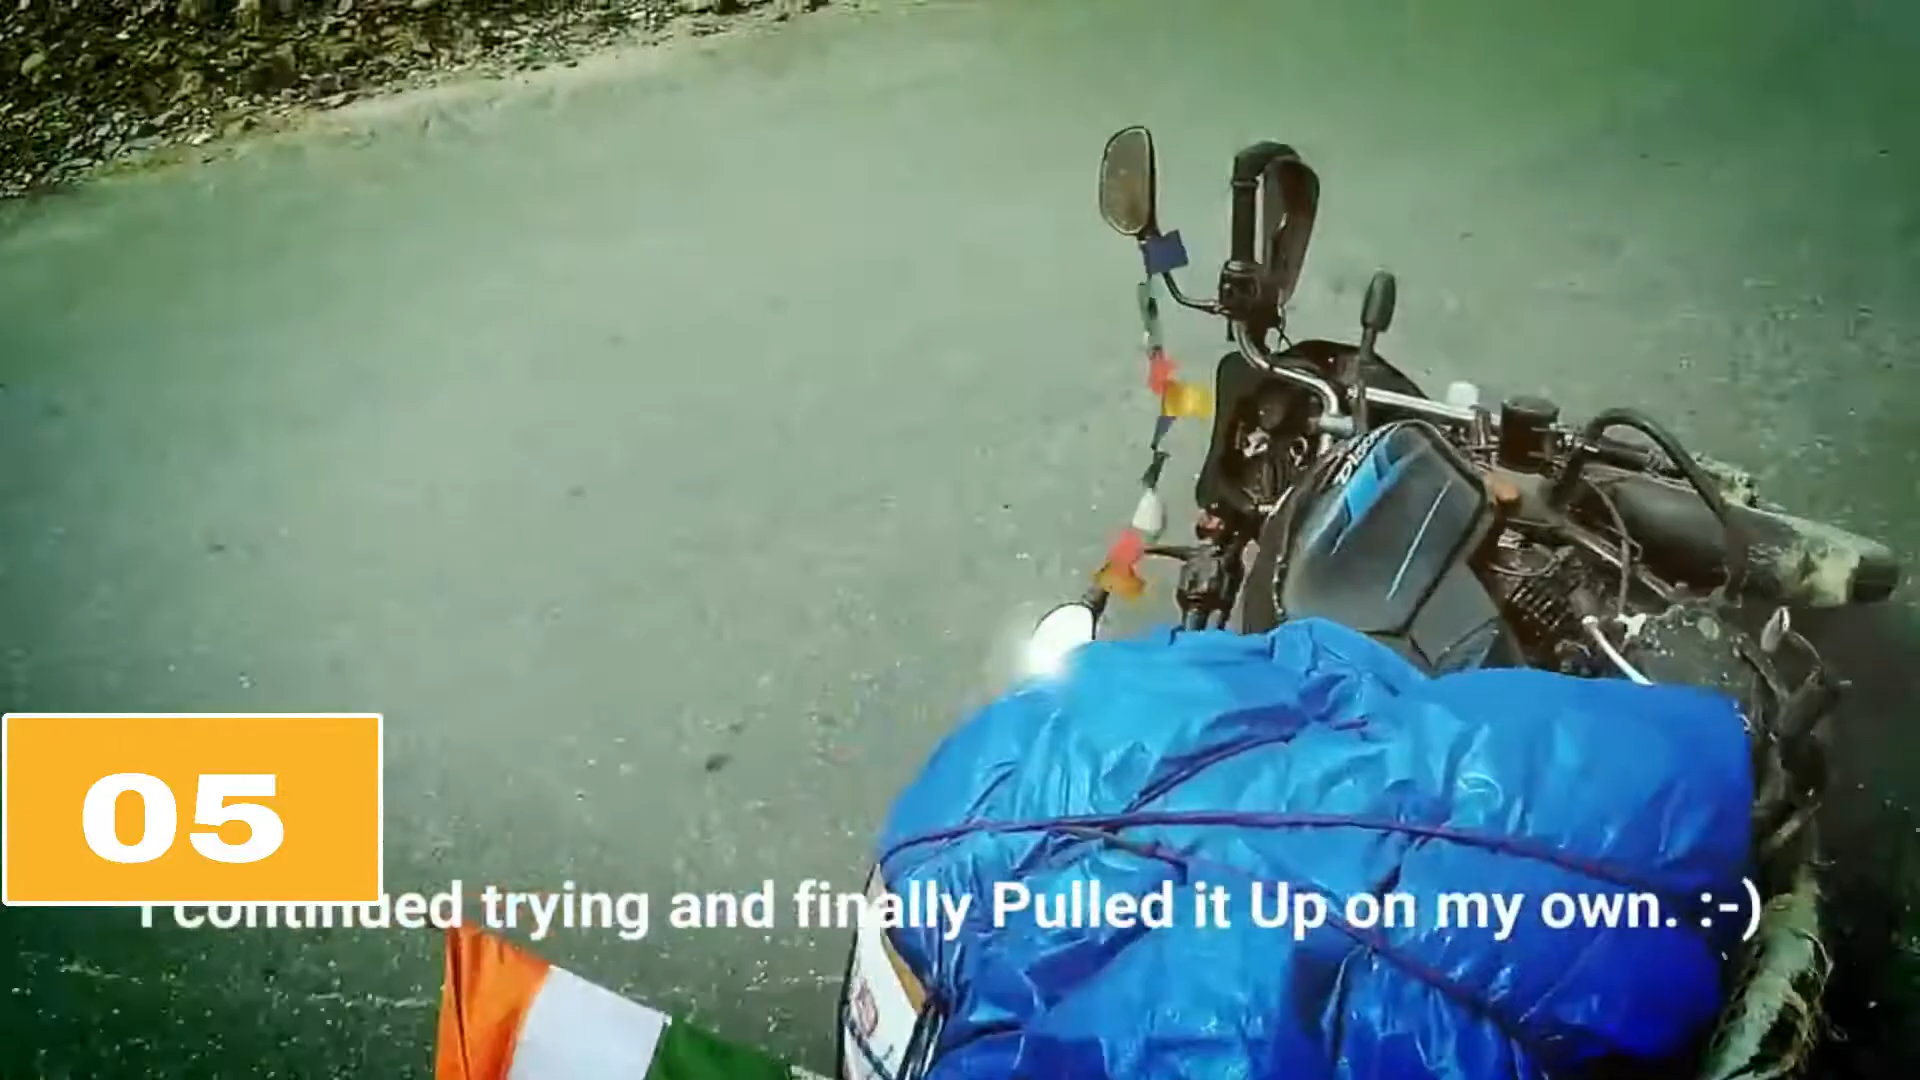 05
I continued trying and finally Pulled it Up on my own. :-)